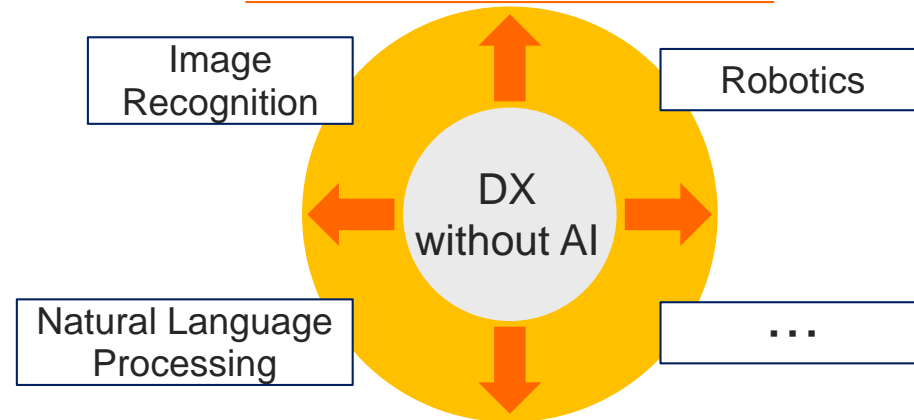 Image
Recognition
Robotics
DX
without AI
Natural Language
Processing
...